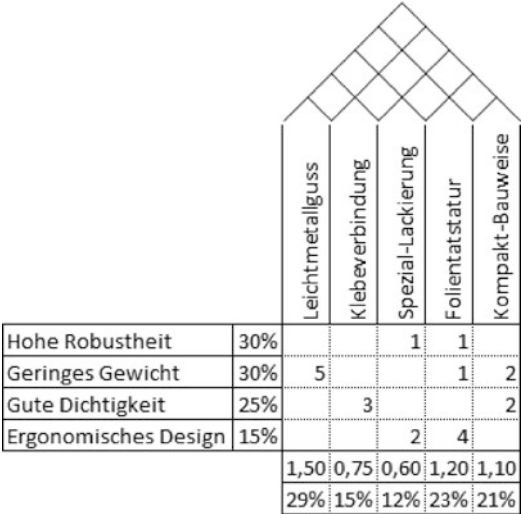 Leichtmetallguss
Klebeverbindung
Spezial-Lackierung
Folientatstatur
Kompakt-Bauweise
Hohe Robustheit 30% 1 1
Geringes Gewicht 30% 5 1 2
Gute Dichtigkeit 25% 3 2
Ergonomisches Design 15% 2 4
1,50 0,75 0,60 1,20 1,10
29% 15% 12% 23% 21%